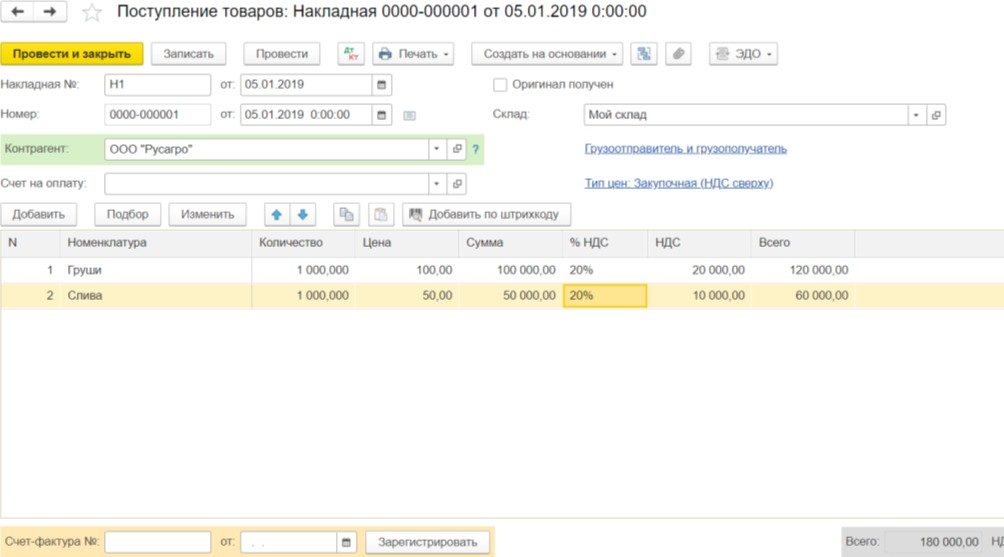 Поступление товаров: Накладная 0000-000001 от 05.01.2019 0:00:00
Провести и закрыть Записать Провести Дт Кт Печать Создать на основании ЭДО
Накладная №: Н1 от: 05.01.2019 Оригинал получен
Номер: 0000-000001 от: 05.01.2019 0:00:00 Склад: Мой склад
Контрагент: ООО "Русагро" ? Грузоотправитель и грузополучатель
Счет на оплату: Тип цен: Закупочная (НДС сверху)
Добавить Подбор Изменить Добавить по штрихкоду
N Номенклатура Количество Цена Сумма % НДС НДС Всего
1 Груши 1 000,000 100,00 100 000,00 20% 20 000,00 120 000,00
2 Слива 1 000,000 50,00 50 000,00 20% 10 000,00 60 000,00
Счет-фактура №: от: . . Зарегистрировать Всего: 180 000,00